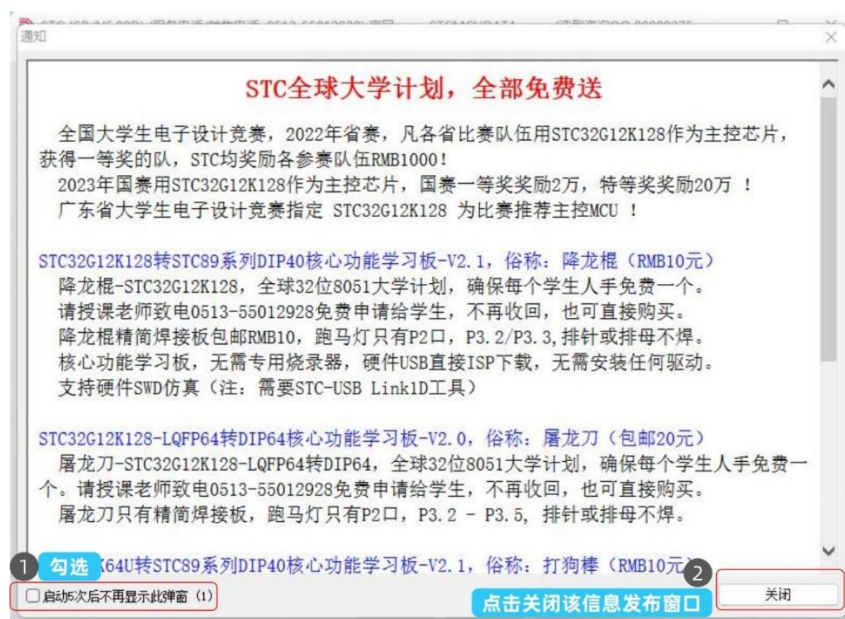 通知
STC全球大学计划，全部免费送
全国大学生电子设计竞赛，2022年省赛，凡各省比赛队伍用STC32G12K128作为主控芯片，
获得一等奖的队，STC均奖励各参赛队伍RMB1000！
2023年国赛用STC32G12K128作为主控芯片，国赛一等奖奖励2万，特等奖奖励20万 ！
广东省大学生电子设计竞赛指定 STC32G12K128 为比赛推荐主控MCU ！
STC32G12K128转STC89系列DIP40核心功能学习板-V2.1，俗称：降龙棍（RMB10元）
降龙棍-STC32G12K128，全球32位8051大学计划，确保每个学生人手免费一个。
请授课老师致电0513-55012928免费申请给学生，不再收回，也可直接购买。
降龙棍精简焊接板包邮RMB10，跑马灯只有P2口，P3.2/P3.3,排针或排母不焊。
核心功能学习板，无需专用烧录器，硬件USB直接ISP下载，无需安装任何驱动。
支持硬件SWD仿真（注：需要STC-USB Link1D工具）
STC32G12K128-LQFP64转DIP64核心功能学习板-V2.0，俗称：屠龙刀（包邮20元）
屠龙刀-STC32G12K128-LQFP64转DIP64，全球32位8051大学计划，确保每个学生人手免费一
个。请授课老师致电0513-55012928免费申请给学生，不再收回，也可直接购买。
屠龙刀只有精简焊接板，跑马灯只有P2口，P3.2 - P3.5, 排针或排母不焊。
K64U转STC89系列DIP40核心功能学习板-V2.1，俗称：打狗棒（RMB10元
1 勾选
2
启动5次后不再显示此弹窗（1）
点击关闭该信息发布窗口
关闭